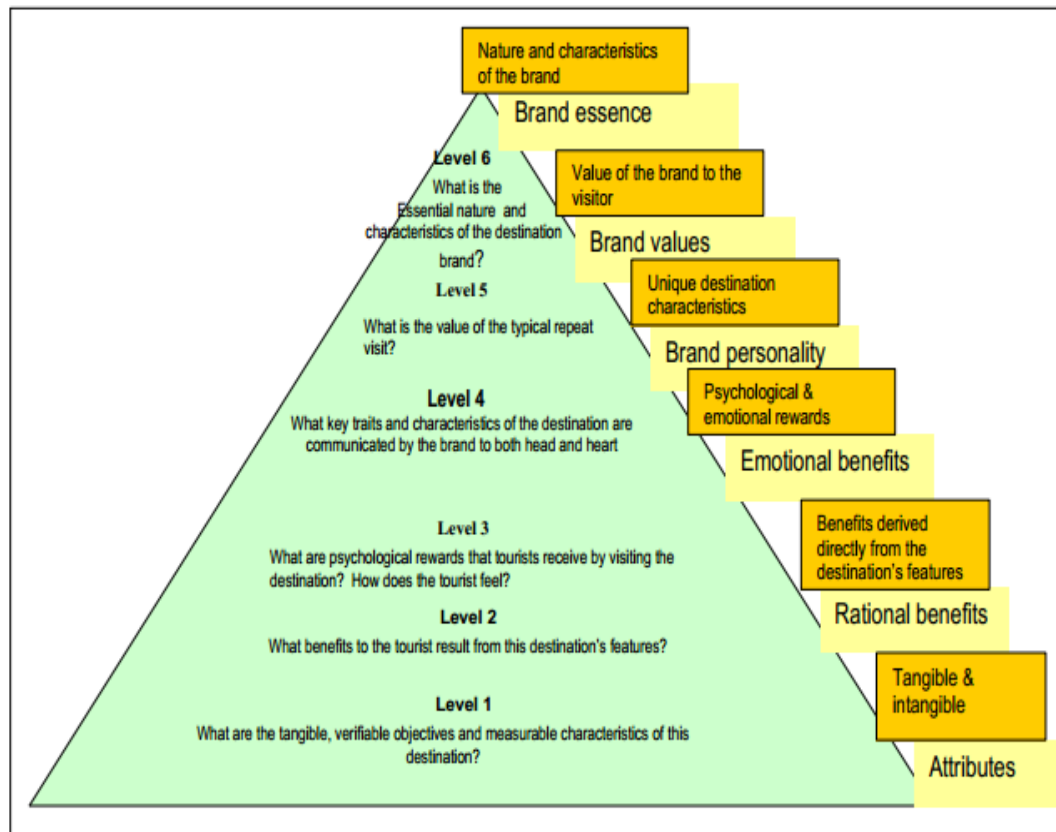 Nature and characteristics
of the brand
Brand essence
Level 6
What is the
Essential nature and
characteristics of the destination
brand?
Value of the brand to the
visitor
Brand values
Level 5
What is the value of the typical repeat
visit?
Unique destination
characteristics
Brand personality
Level 4
What key traits and characteristics of the destination are
communicated by the brand to both head and heart
Psychological &
emotional rewards
Emotional benefits
Level 3
What are psychological rewards that tourists receive by visiting the
destination? How does the tourist feel?
Benefits derived
directly from the
destination's features
Rational benefits
Level 2
What benefits to the tourist result from this destination's features?
Tangible &
intangible
Attributes
Level 1
What are the tangible, verifiable objectives and measurable characteristics of this
destination?